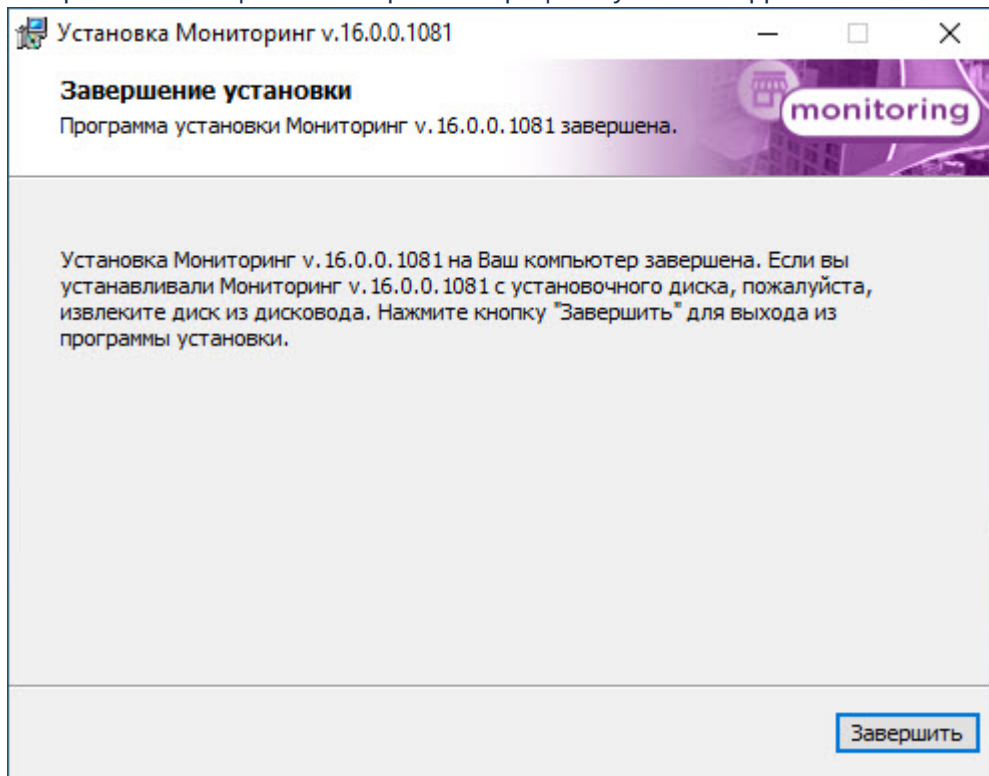 Установка Мониторинг v.16.0.0.1081
Завершение установки
Программа установки Мониторинг v.16.0.0.1081 завершена.
monitoring
Установка Мониторинг v.16.0.0.1081 на Ваш компьютер завершена. Если вы
устанавливали Мониторинг v.16.0.0.1081 с установочного диска, пожалуйста,
извлеките диск из дисковода. Нажмите кнопку "Завершить" для выхода из
программы установки.
Завершить